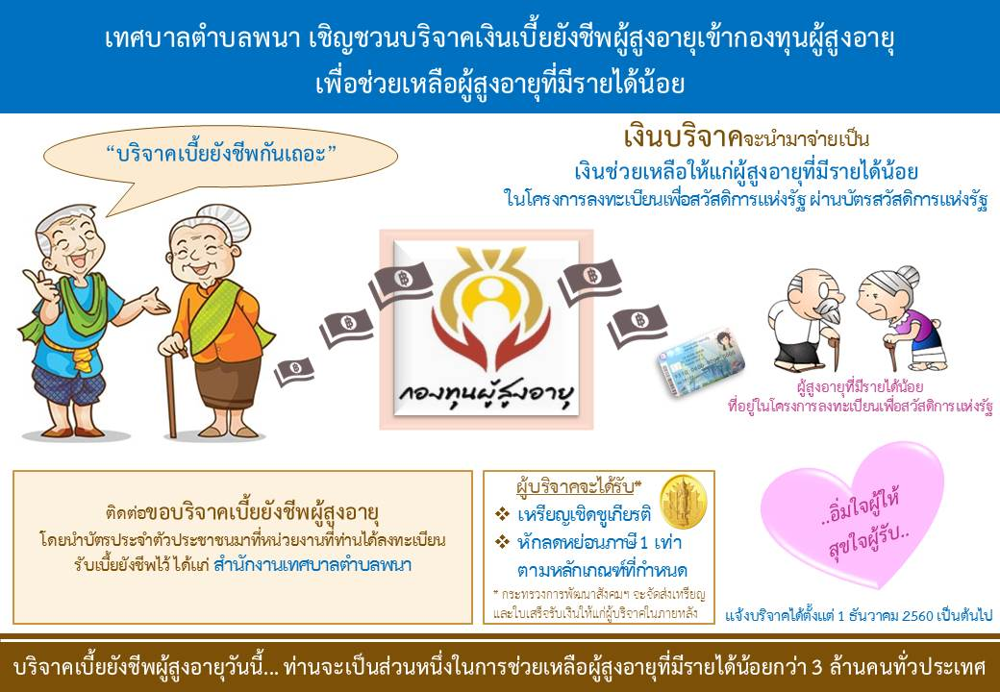 เทศบาลตำบลพนา เชิญชวนบริจาคเงินเบี้ยยังชีพผู้สูงอายุเข้ากองทุนผู้สูงอายุ
เพื่อช่วยเหลือผู้สูงอายุที่มีรายได้น้อย
“บริจาคเบี้ยยังชีพกันเถอะ”
เงินบริจาคจะนำมาจ่ายเป็น
เงินช่วยเหลือให้แก่ผู้สูงอายุที่มีรายได้น้อย
ในโครงการลงทะเบียนเพื่อสวัสดิการแห่งรัฐ ผ่านบัตรสวัสดิการแห่งรัฐ
กองทุนผู้สูงอายุ
ผู้สูงอายุที่มีรายได้น้อย
ที่อยู่ในโครงการลงทะเบียนเพื่อสวัสดิการแห่งรัฐ
ติดต่อขอบริจาคเบี้ยยังชีพผู้สูงอายุ
โดยนำบัตรประจำตัวประชาชนมาที่หน่วยงานที่ท่านได้ลงทะเบียน
รับเบี้ยยังชีพไว้ ได้แก่ สำนักงานเทศบาลตำบลพนา
ผู้บริจาคจะได้รับ*
❖ เหรียญเชิดชูเกียรติ
❖ หักลดหย่อนภาษี 1 เท่า
ตามหลักเกณฑ์ที่กำหนด
* กระทรวงการพัฒนาสังคมฯ จะจัดส่งเหรียญ
และใบเสร็จรับเงินให้แก่ผู้บริจาคในภายหลัง
..อิ่มใจผู้ให้
สุขใจผู้รับ..
แจ้งบริจาคได้ตั้งแต่ 1 ธันวาคม 2560 เป็นต้นไป
บริจาคเบี้ยยังชีพผู้สูงอายุวันนี้... ท่านจะเป็นส่วนหนึ่งในการช่วยเหลือผู้สูงอายุที่มีรายได้น้อยกว่า 3 ล้านคนทั่วประเทศ